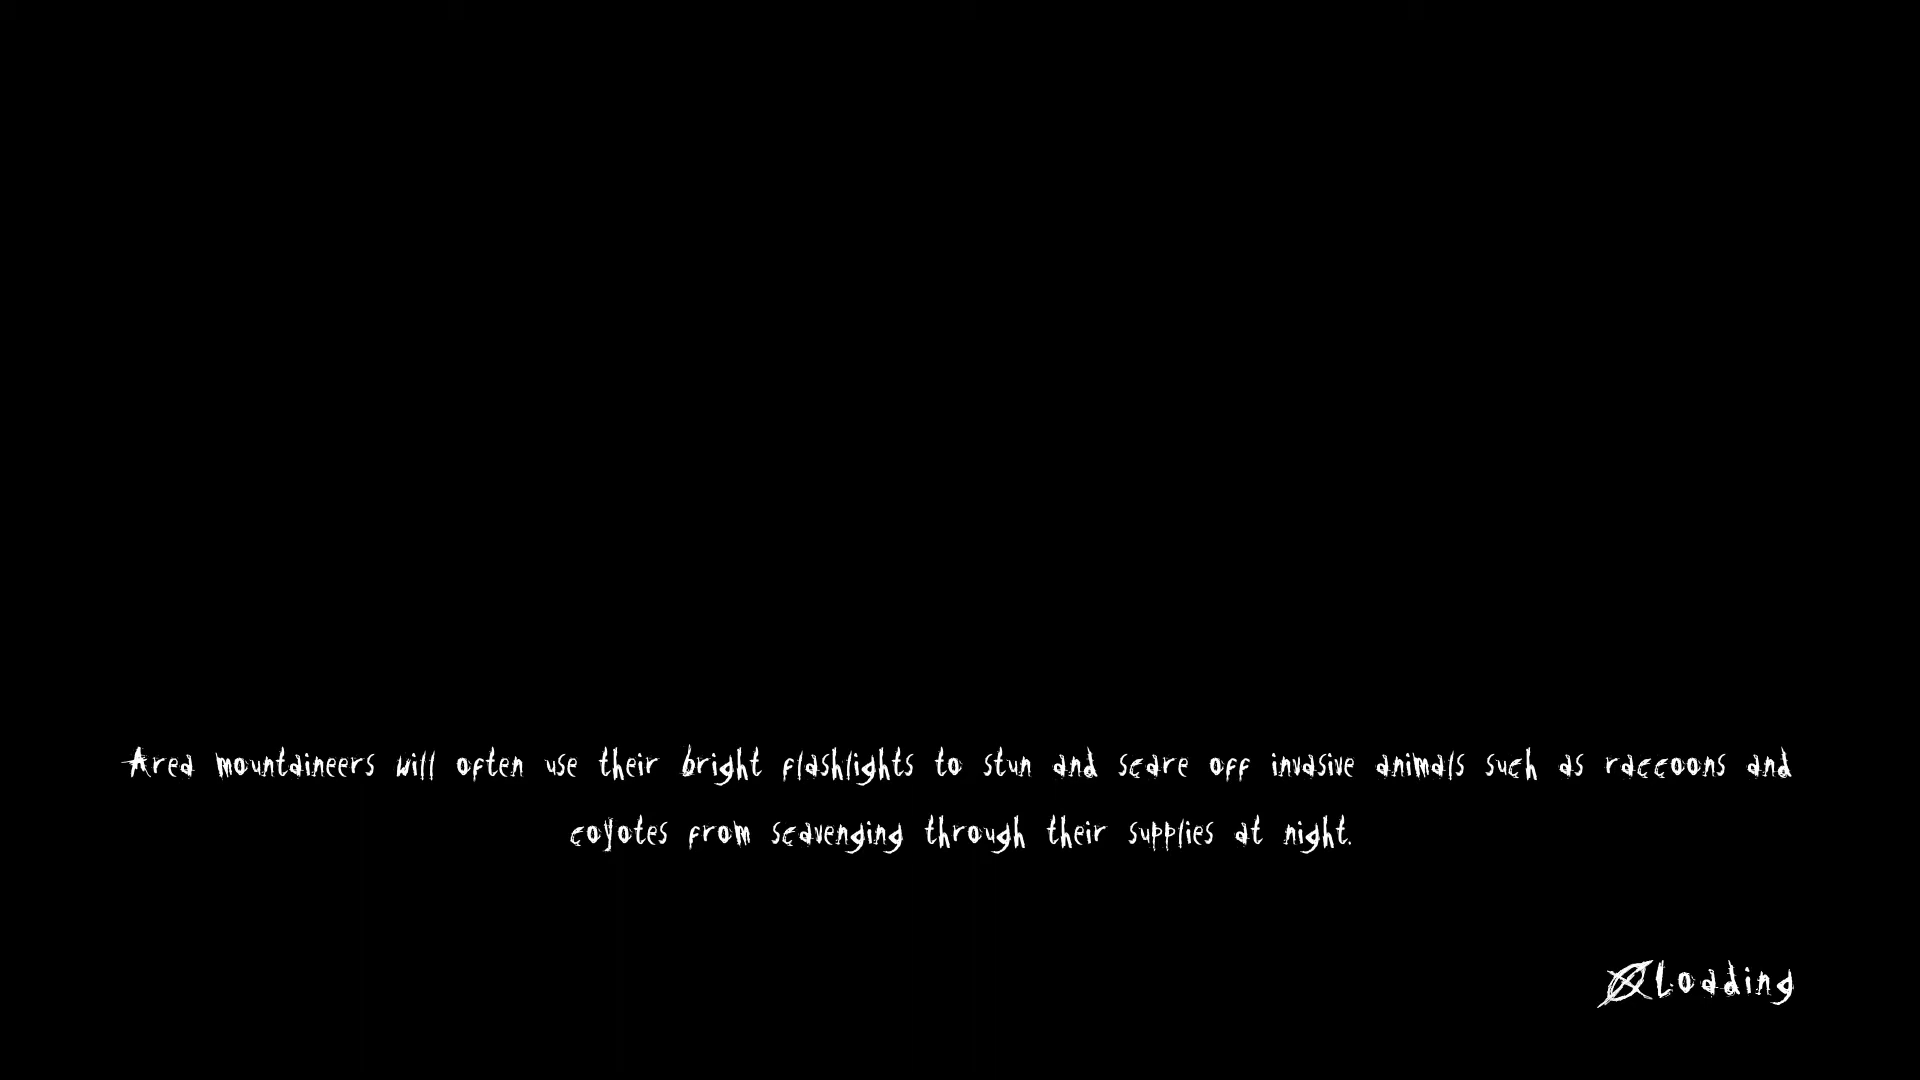 Area mountaineers will often use their bright flashlights to stun and scare off invasive animals such as raccoons and
coyotes from scavenging through their supplies at night.
Loading